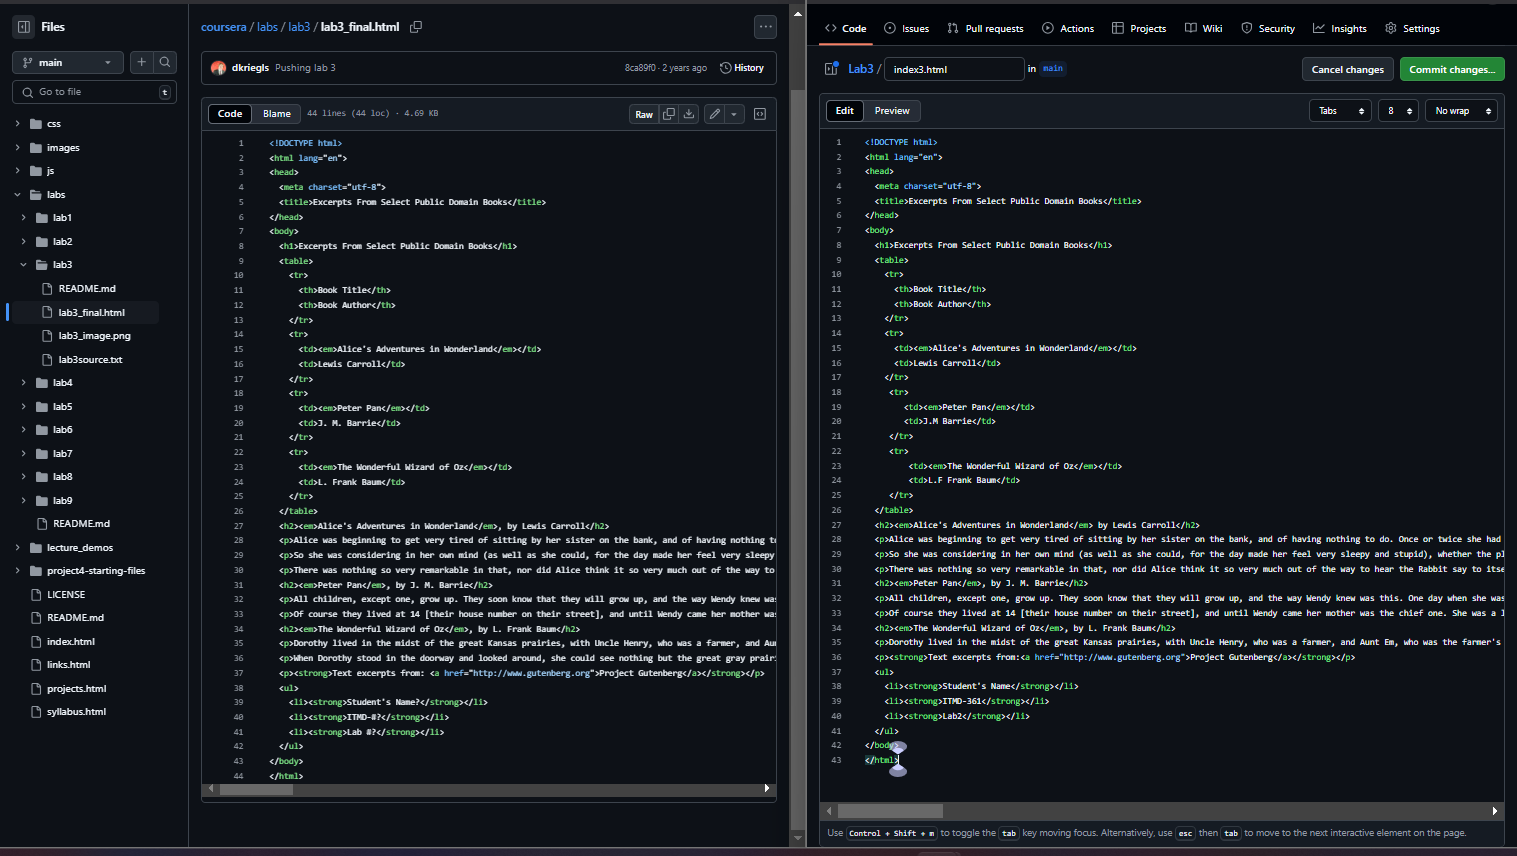 Files
main
Go to file
t
css
images
js
labs
lab1
lab2
lab3
README.md
lab3_final.html
lab3_image.png
lab3source.txt
lab4
lab5
lab6
lab7
lab8
lab9
README.md
lecture_demos
project4-starting-files
LICENSE
README.md
index.html
links.html
projects.html
syllabus.html
coursera / labs / lab3 / lab3_final.html
dkriegls Pushing lab 3 8ca89f0 · 2 years ago History
Code Blame 44 lines (44 loc) · 4.69 KB Raw
1 <!DOCTYPE html>
2 <html lang="en">
3 <head>
4 <meta charset="utf-8">
5 <title>Excerpts From Select Public Domain Books</title>
6 </head>
7 <body>
8 <h1>Excerpts From Select Public Domain Books</h1>
9 <table>
10 <tr>
11 <th>Book Title</th>
12 <th>Book Author</th>
13 </tr>
14 <tr>
15 <td><em>Alice's Adventures in Wonderland</em></td>
16 <td>Lewis Carroll</td>
17 </tr>
18 <tr>
19 <td><em>Peter Pan</em></td>
20 <td>J. M. Barrie</td>
21 </tr>
22 <tr>
23 <td><em>The Wonderful Wizard of Oz</em></td>
24 <td>L. Frank Baum</td>
25 </tr>
26 </table>
27 <h2><em>Alice's Adventures in Wonderland</em>, by Lewis Carroll</h2>
28 <p>Alice was beginning to get very tired of sitting by her sister on the bank, and of having nothing t
29 <p>So she was considering in her own mind (as well as she could, for the day made her feel very sleepy
30 <p>There was nothing so very remarkable in that, nor did Alice think it so very much out of the way to
31 <h2><em>Peter Pan</em>, by J. M. Barrie</h2>
32 <p>All children, except one, grow up. They soon know that they will grow up, and the way Wendy knew wa
33 <p>Of course they lived at 14 [their house number on their street], and until Wendy came her mother wa
34 <h2><em>The Wonderful Wizard of Oz</em>, by L. Frank Baum</h2>
35 <p>Dorothy lived in the midst of the great Kansas prairies, with Uncle Henry, who was a farmer, and Aun
36 <p>When Dorothy stood in the doorway and looked around, she could see nothing but the great gray prair
37 <p><strong>Text excerpts from: <a href="http://www.gutenberg.org">Project Gutenberg</a></strong></p>
38 <ul>
39 <li><strong>Student's Name?</strong></li>
40 <li><strong>ITMD-#?</strong></li>
41 <li><strong>Lab #?</strong></li>
42 </ul>
43 </body>
44 </html>
Code Issues Pull requests Actions Projects Wiki Security Insights Settings
Lab3 / index3.html in main Cancel changes Commit changes...
Edit Preview Tabs 8 No wrap
1 <!DOCTYPE html>
2 <html lang="en">
3 <head>
4 <meta charset="utf-8">
5 <title>Excerpts From Select Public Domain Books</title>
6 </head>
7 <body>
8 <h1>Excerpts From Select Public Domain Books</h1>
9 <table>
10 <tr>
11 <th>Book Title</th>
12 <th>Book Author</th>
13 </tr>
14 <tr>
15 <td><em>Alice's Adventures in Wonderland</em></td>
16 <td>Lewis Carroll</td>
17 </tr>
18 <tr>
19 <td><em>Peter Pan</em></td>
20 <td>J.M Barrie</td>
21 </tr>
22 <tr>
23 <td><em>The Wonderful Wizard of Oz</em></td>
24 <td>L.F Frank Baum</td>
25 </tr>
26 </table>
27 <h2><em>Alice's Adventures in Wonderland</em> by Lewis Carroll</h2>
28 <p>Alice was beginning to get very tired of sitting by her sister on the bank, and of having nothing to do. Once or twice she had
29 <p>So she was considering in her own mind (as well as she could, for the day made her feel very sleepy and stupid), whether the pl
30 <p>There was nothing so very remarkable in that, nor did Alice think it so very much out of the way to hear the Rabbit say to itse
31 <h2><em>Peter Pan</em>, by J. M. Barrie</h2>
32 <p>All children, except one, grow up. They soon know that they will grow up, and the way Wendy knew was this. One day when she was
33 <p>Of course they lived at 14 [their house number on their street], and until Wendy came her mother was the chief one. She was a l
34 <h2><em>The Wonderful Wizard of Oz</em>, by L. Frank Baum</h2>
35 <p>Dorothy lived in the midst of the great Kansas prairies, with Uncle Henry, who was a farmer, and Aunt Em, who was the farmer's
36 <p><strong>Text excerpts from:<a href="http://www.gutenberg.org">Project Gutenberg</a></strong></p>
37 <ul>
38 <li><strong>Student's Name</strong></li>
39 <li><strong>ITMD-361</strong></li>
40 <li><strong>Lab2</strong></li>
41 </ul>
42 </body>
43 </html>
Use Control + Shift + m to toggle the tab key moving focus. Alternatively, use esc then tab to move to the next interactive element on the page.